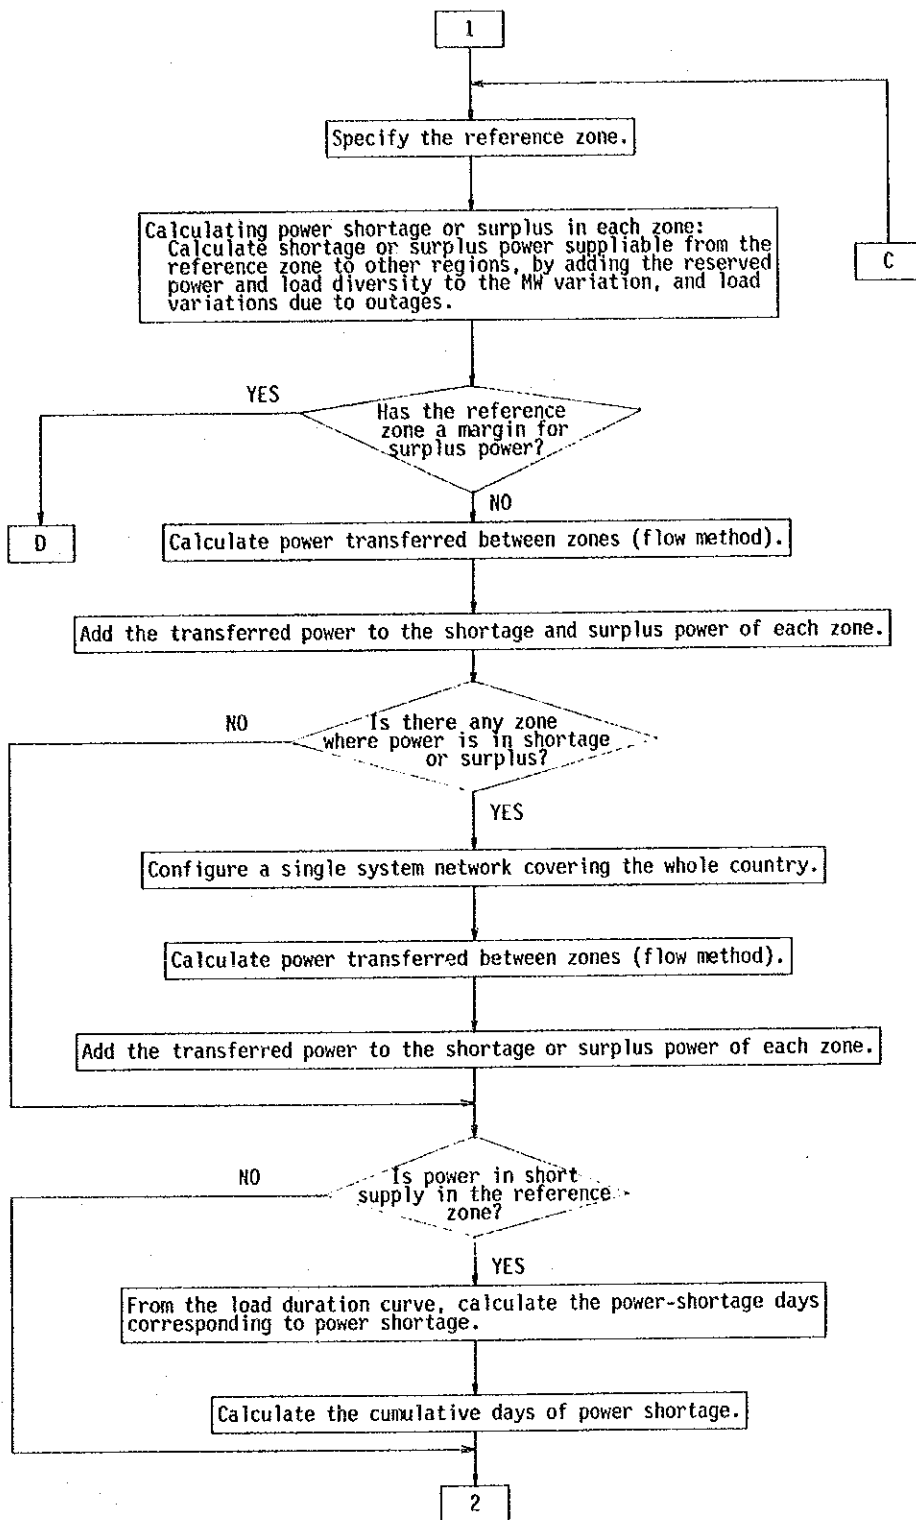 1
Specify the reference zone.
Calculating power shortage or surplus in each zone:
Calculate shortage or surplus power suppliable from the
reference zone to other regions, by adding the reserved
power and load diversity to the MW variation, and load
variations due to outages.
C
YES
Has the reference
zone a margin for
surplus power?
NO
D
Calculate power transferred between zones (flow method).
Add the transferred power to the shortage and surplus power of each zone.
NO
Is there any zone
where power is in shortage
or surplus?
YES
Configure a single system network covering the whole country.
Calculate power transferred between zones (flow method).
Add the transferred power to the shortage or surplus power of each zone.
NO
Is power in short
supply in the reference
zone?
YES
From the load duration curve, calculate the power-shortage days
corresponding to power shortage.
Calculate the cumulative days of power shortage.
2